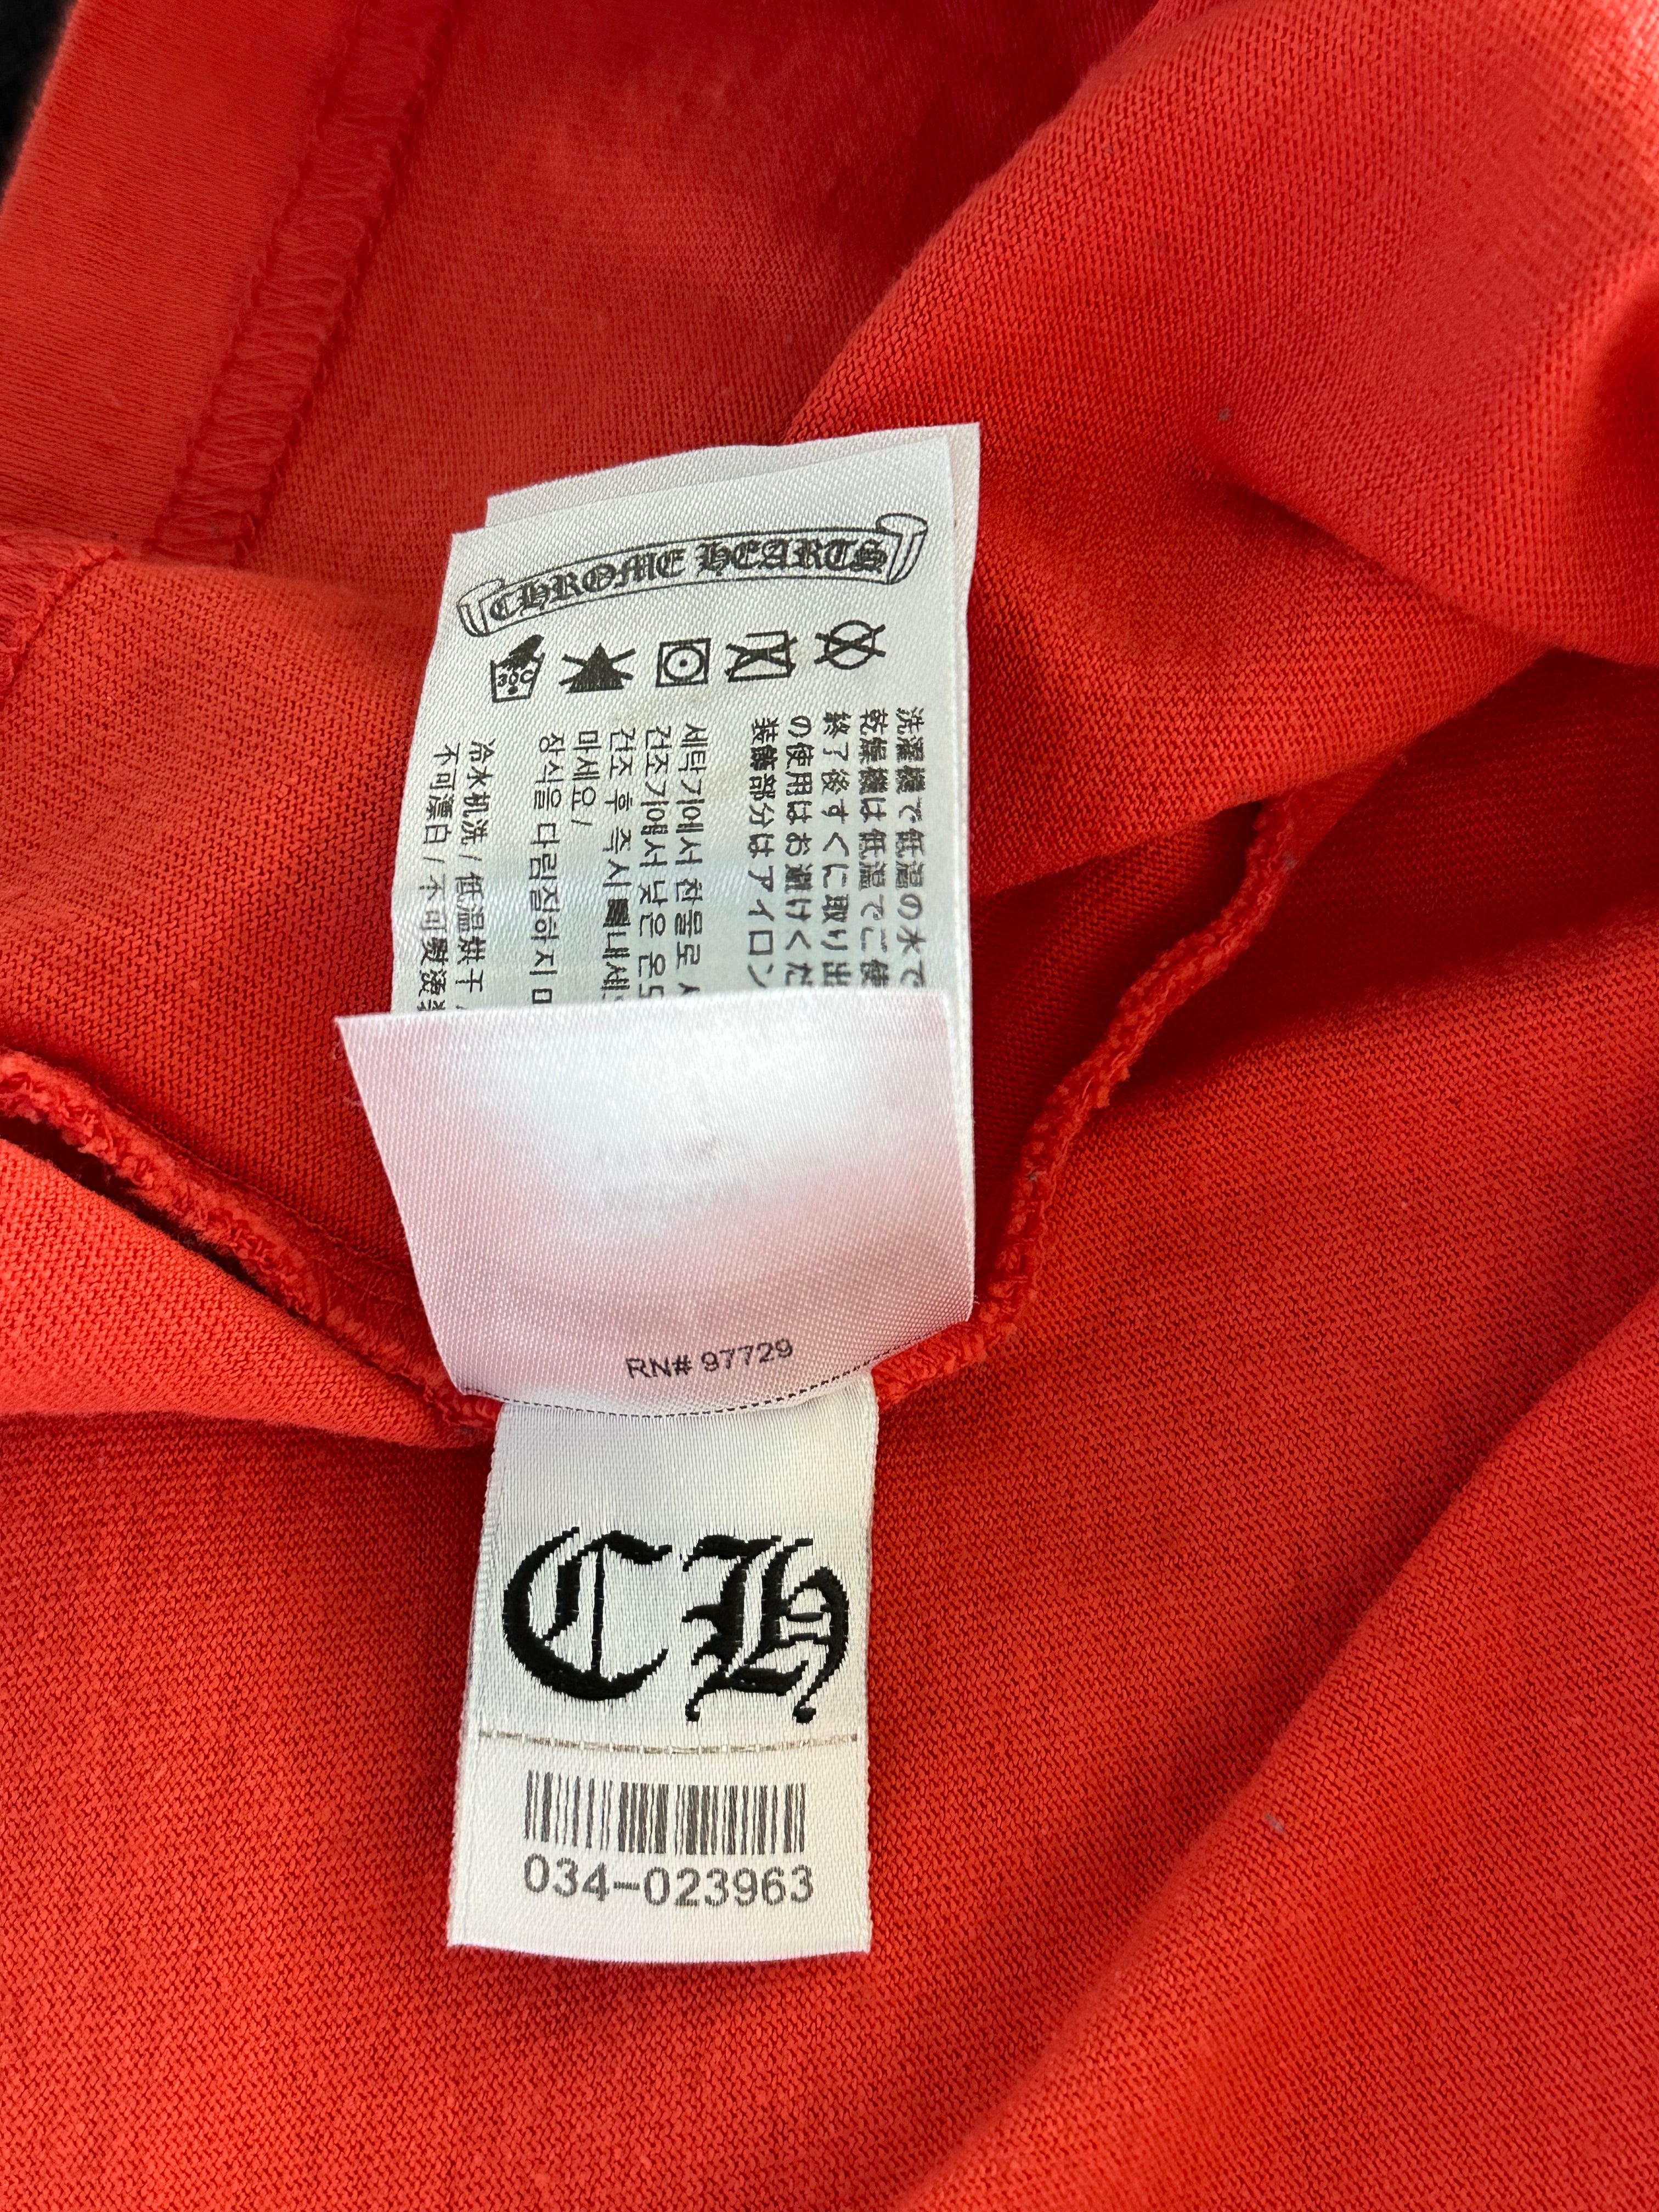 CHROME HEARTS
30C
洗濯機で低温の水で
乾燥機は低温でご使
終了後すぐに取り出
の使用はお避けくだ
装飾部分はアイロン
세탁기에서 찬물로
건조기에서 낮은 온도
건조 후 즉시 빼내세
마세요/
장식을 다림질하지
冷水机洗 / 低温烘干
不可漂白 / 不可熨烫
RN# 97729
CH
034-023963